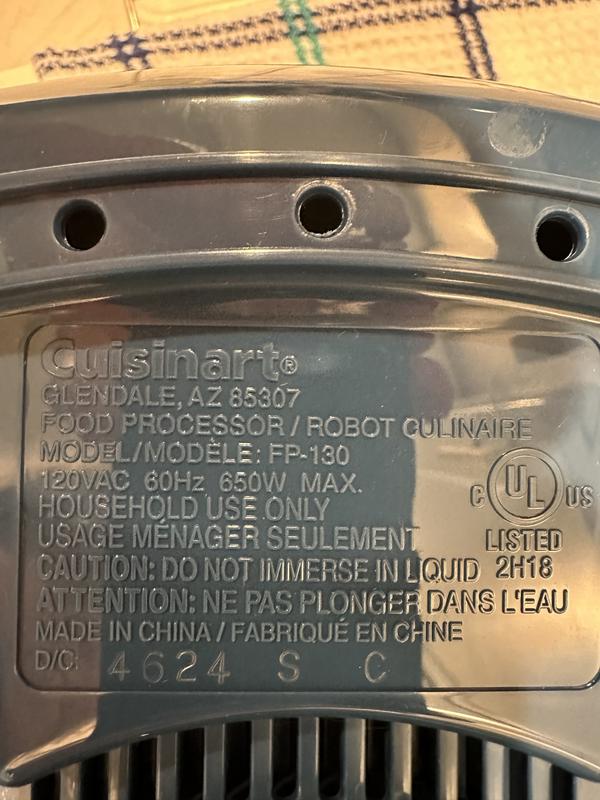 Cuisinart®
GLENDALE, AZ 85307
FOOD PROCESSOR / ROBOT CULINAIRE
MODEL/MODÈLE: FP-130
120VAC 60Hz 650W MAX.
HOUSEHOLD USE ONLY
USAGE MÉNAGER SEULEMENT
C UL US
LISTED
2H18
CAUTION: DO NOT IMMERSE IN LIQUID
ATTENTION: NE PAS PLONGER DANS L'EAU
MADE IN CHINA / FABRIQUÉ EN CHINE
D/C: 4624 S C